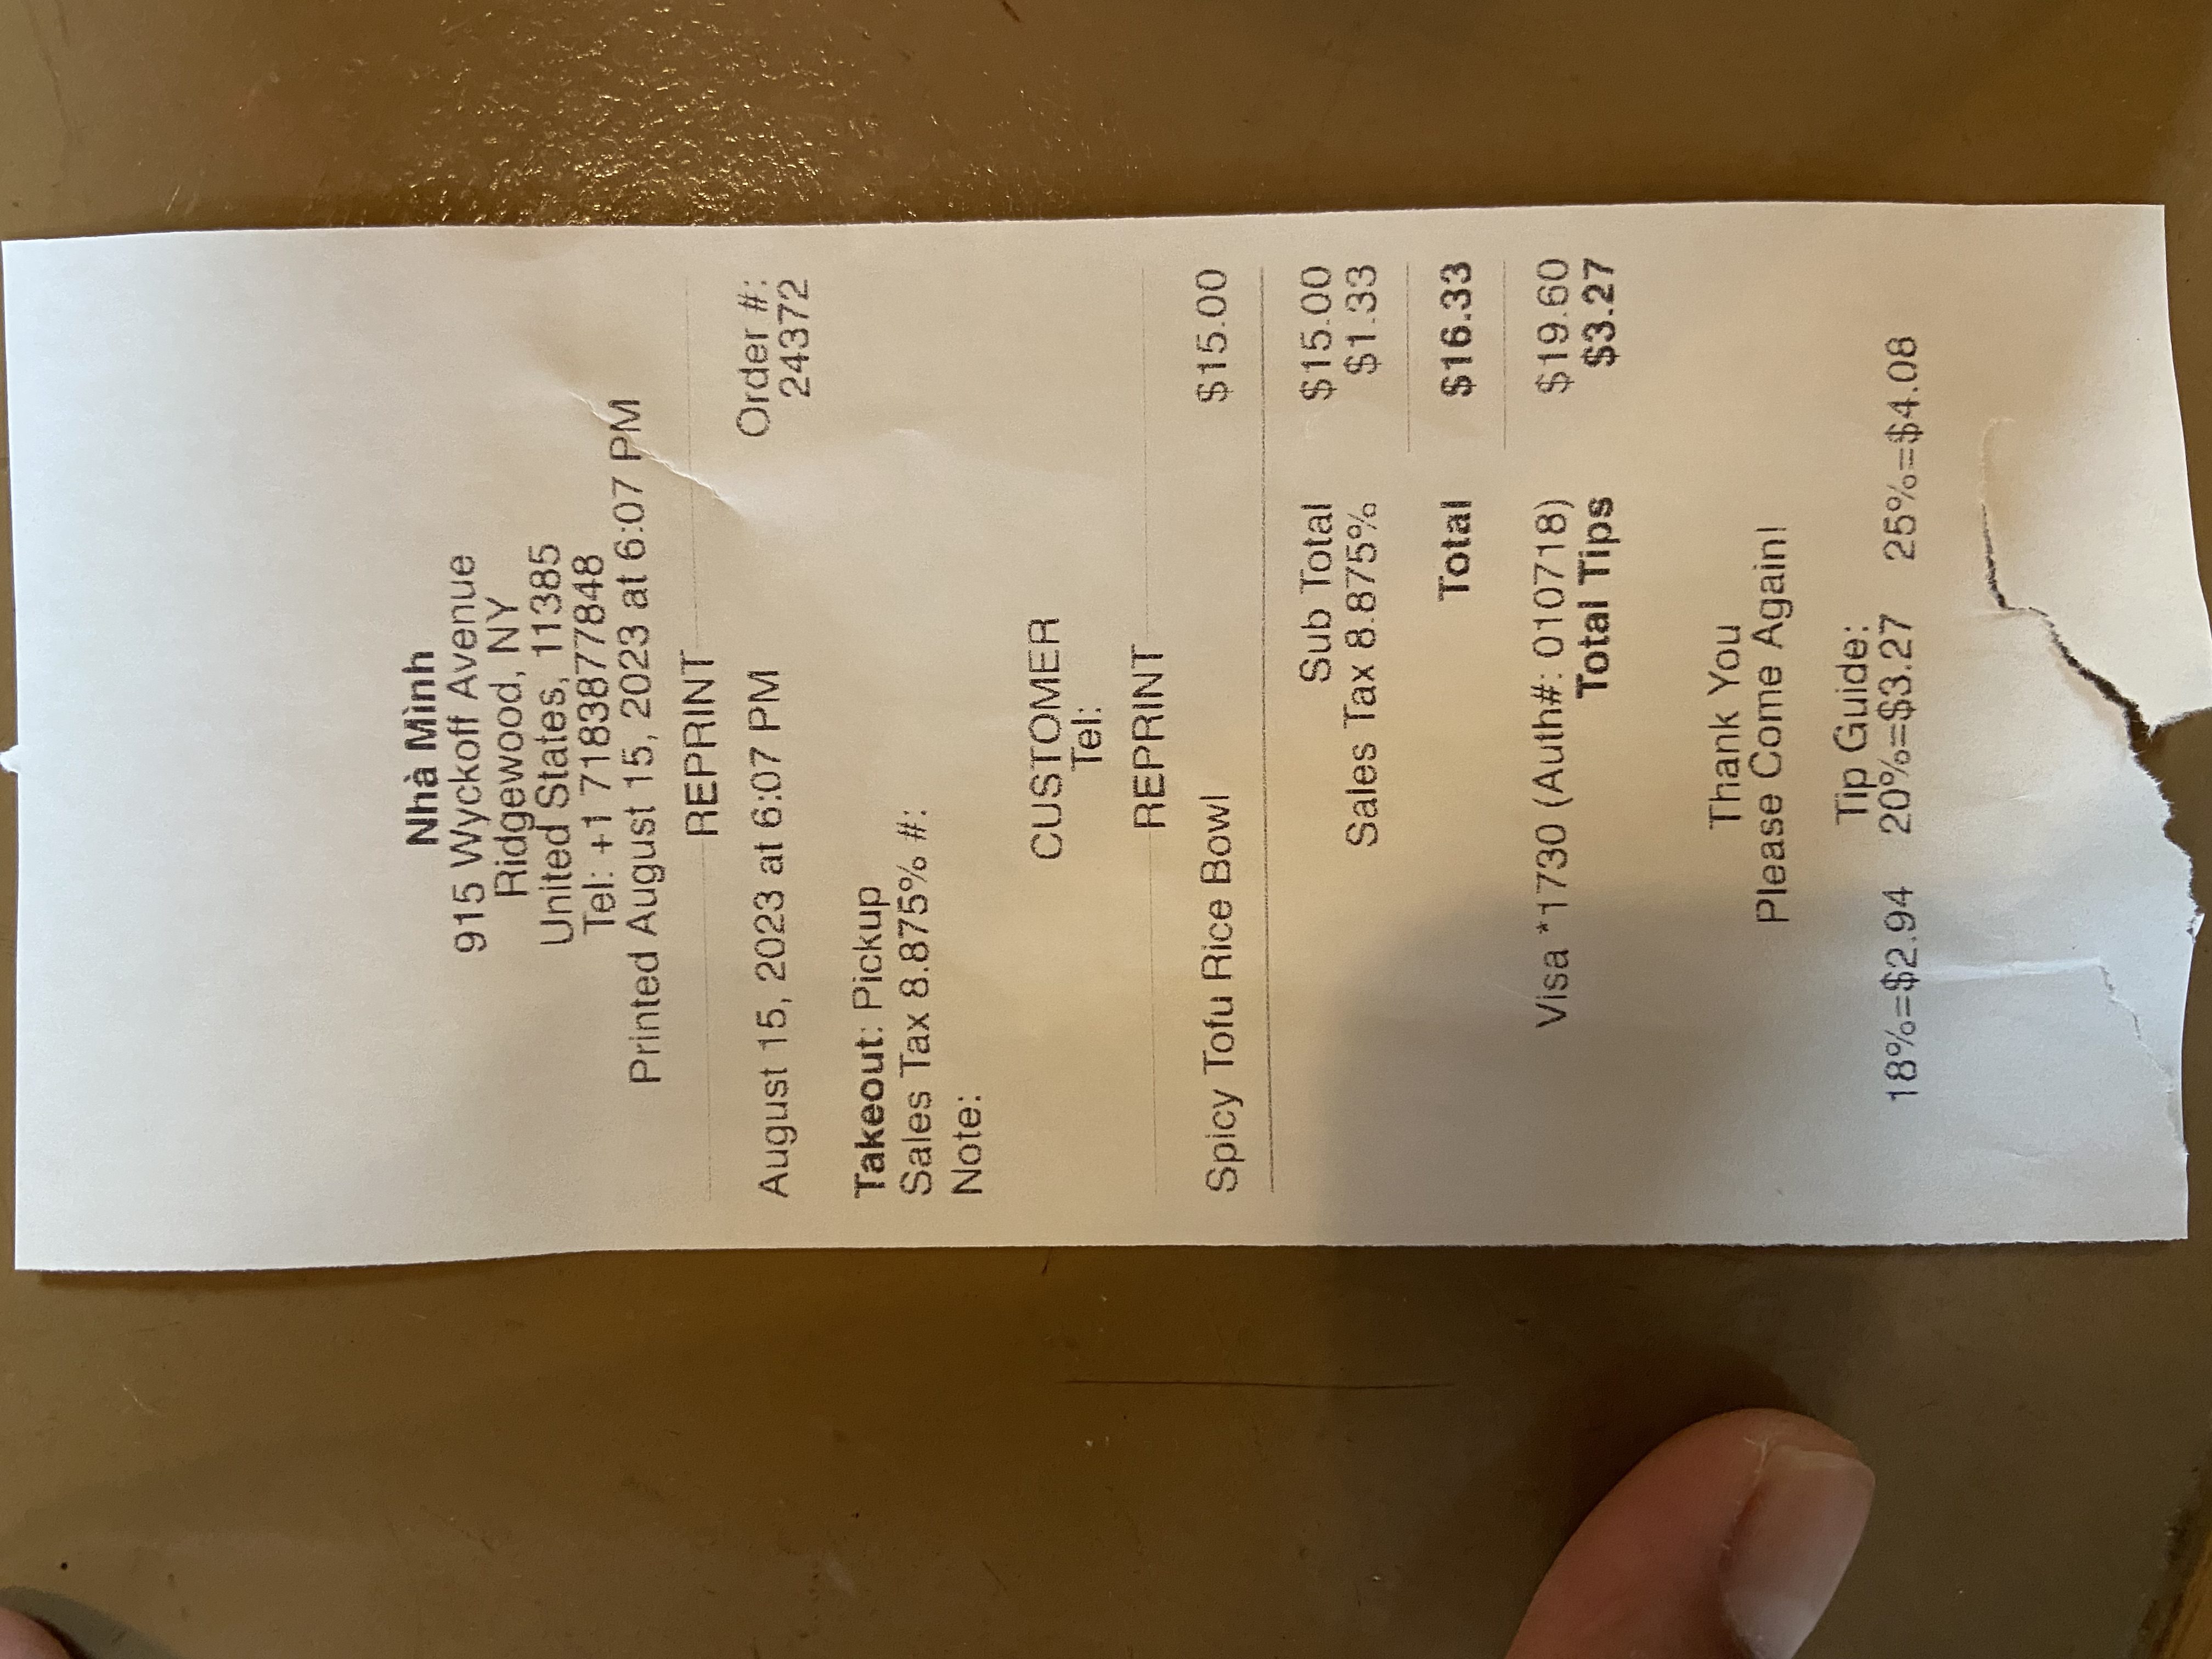 Nhà Mình
915 Wyckoff Avenue
Ridgewood, NY
United States, 11385
Tel: +1 7183877848
Printed August 15, 2023 at 6:07 PM
REPRINT
August 15, 2023 at 6:07 PM Order #:
24372
Takeout: Pickup
Sales Tax 8.875% #:
Note:
CUSTOMER
Tel:
REPRINT
Spicy Tofu Rice Bowl $15.00
Sub Total $15.00
Sales Tax 8.875% $1.33
Total $16.33
Visa *1730 (Auth#: 010718) $19.60
Total Tips $3.27
Thank You
Please Come Again!
Tip Guide:
18%=$2.94 20%=$3.27 25%=$4.08